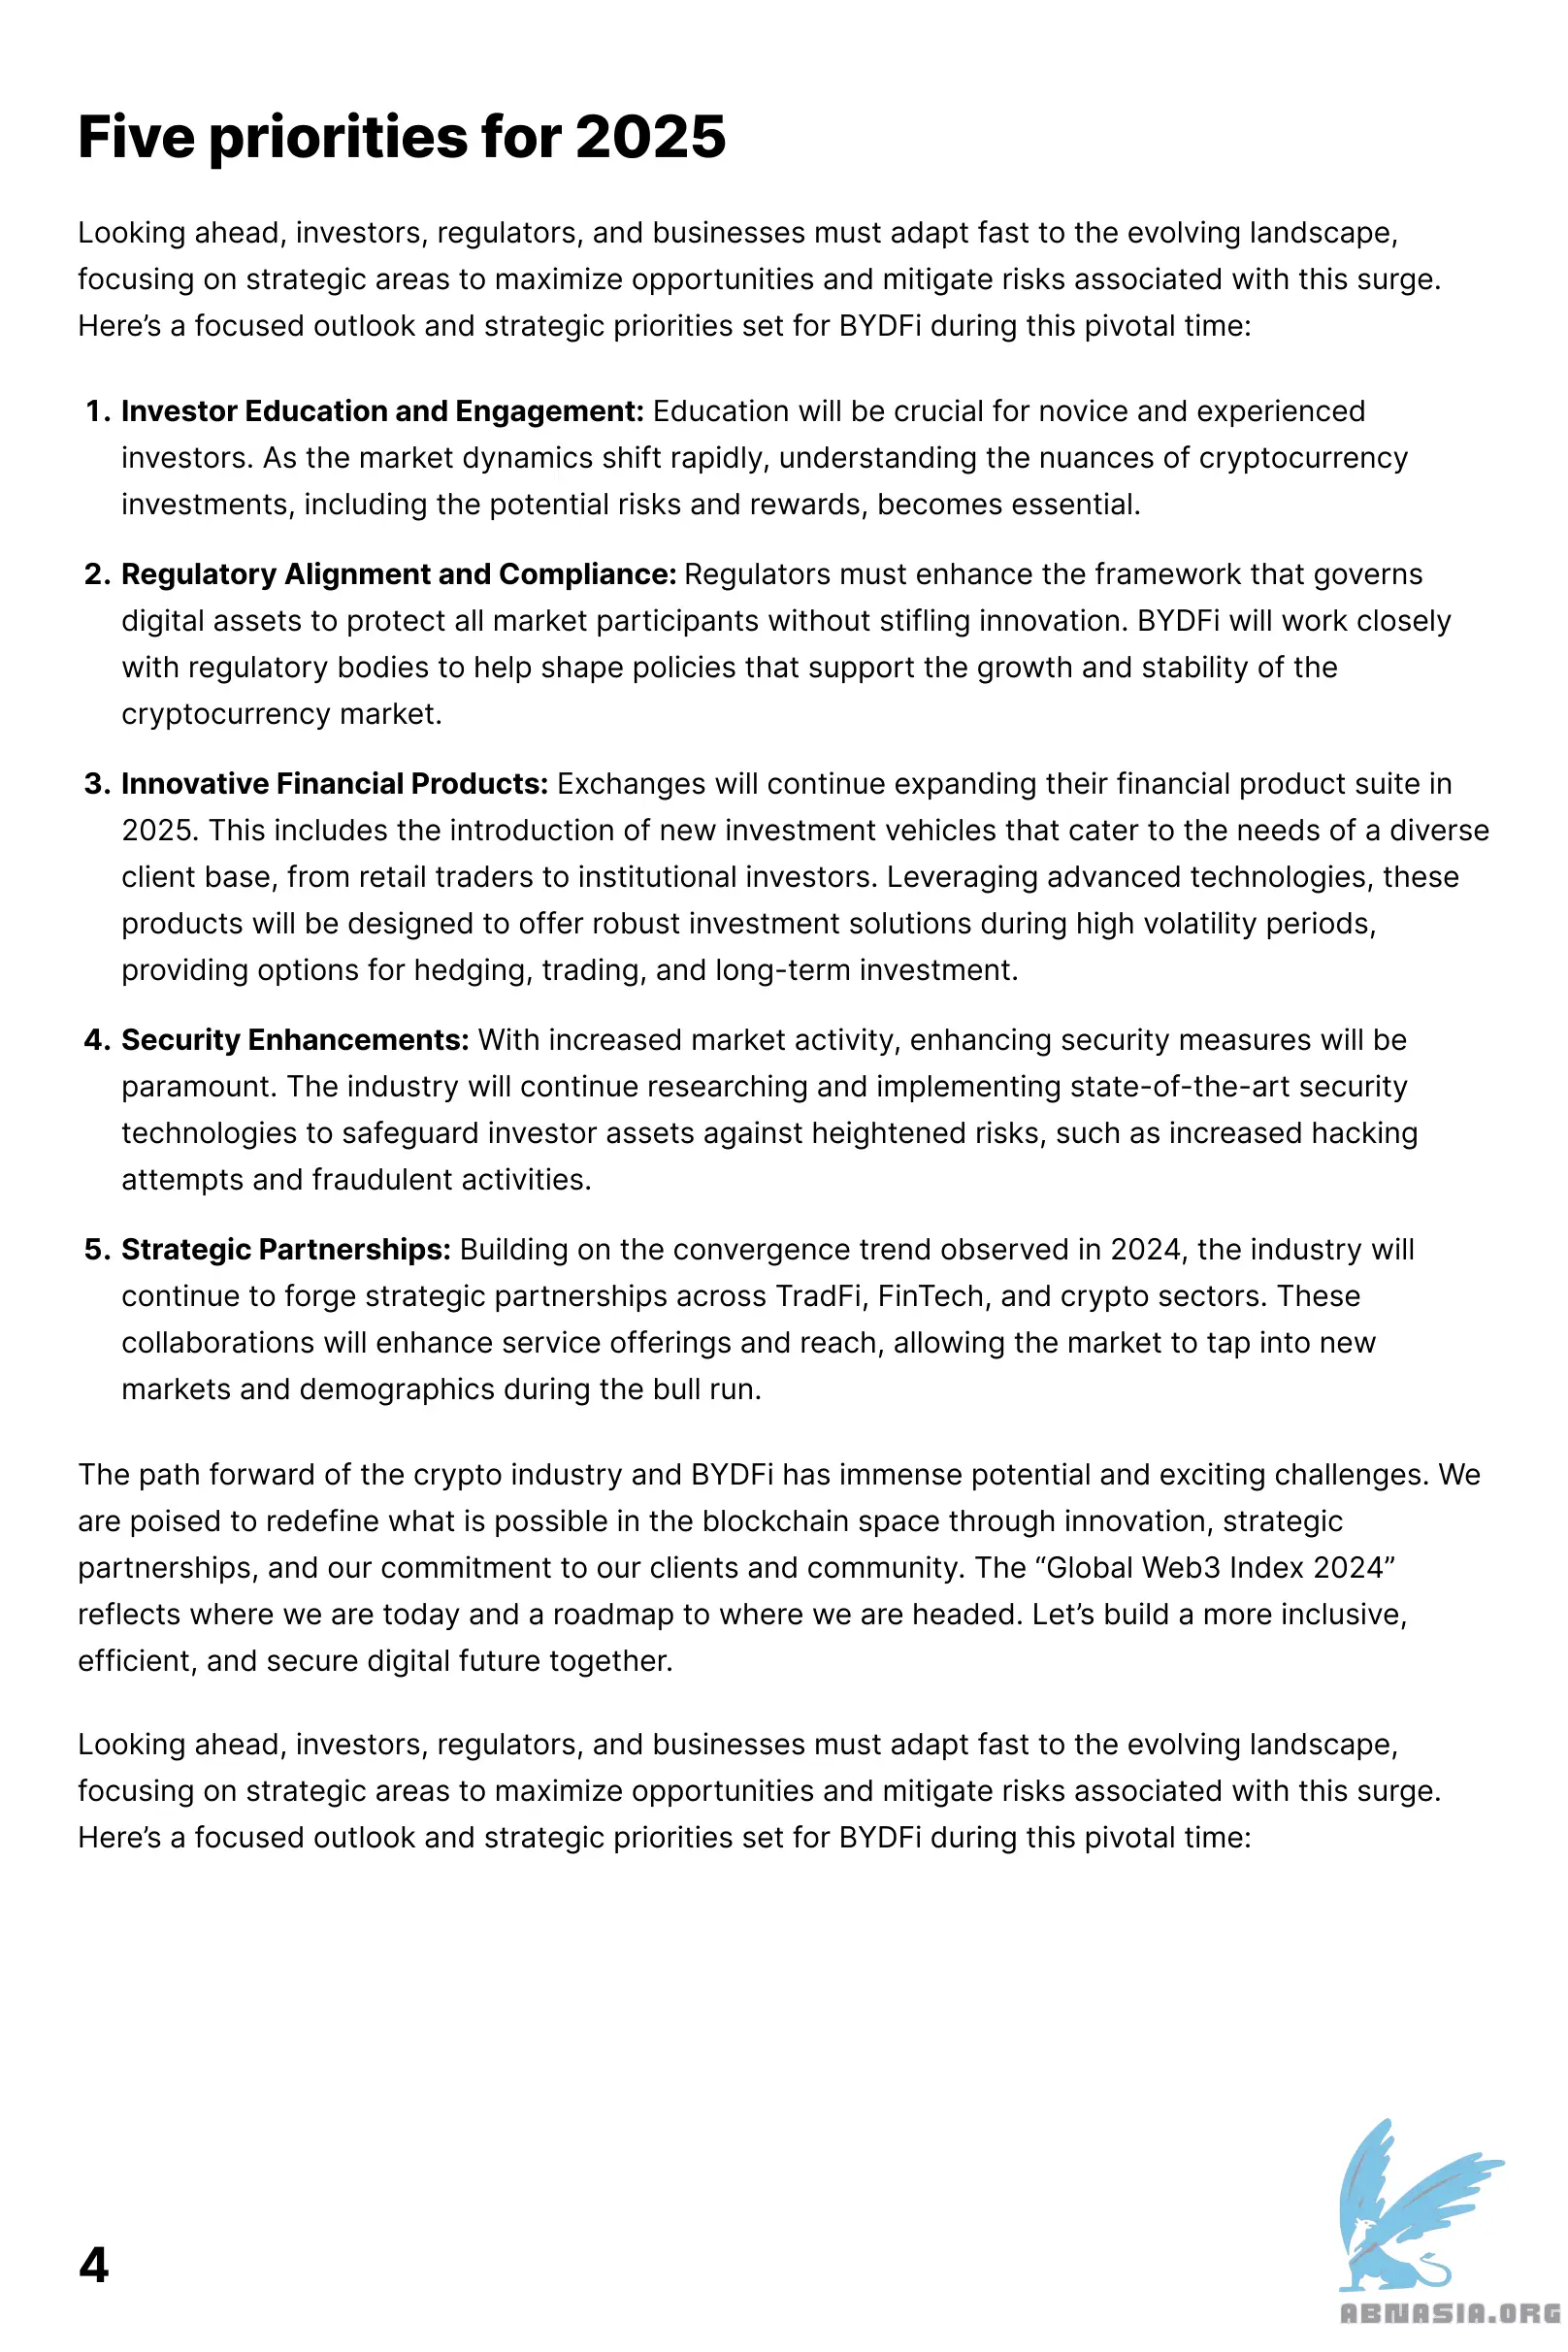 Five priorities for 2025
Looking ahead, investors, regulators, and businesses must adapt fast to the evolving landscape,
focusing on strategic areas to maximize opportunities and mitigate risks associated with this surge.
Here’s a focused outlook and strategic priorities set for BYDFi during this pivotal time:
1. Investor Education and Engagement: Education will be crucial for novice and experienced
investors. As the market dynamics shift rapidly, understanding the nuances of cryptocurrency
investments, including the potential risks and rewards, becomes essential.
2. Regulatory Alignment and Compliance: Regulators must enhance the framework that governs
digital assets to protect all market participants without stifling innovation. BYDFi will work closely
with regulatory bodies to help shape policies that support the growth and stability of the
cryptocurrency market.
3. Innovative Financial Products: Exchanges will continue expanding their financial product suite in
2025. This includes the introduction of new investment vehicles that cater to the needs of a diverse
client base, from retail traders to institutional investors. Leveraging advanced technologies, these
products will be designed to offer robust investment solutions during high volatility periods,
providing options for hedging, trading, and long-term investment.
4. Security Enhancements: With increased market activity, enhancing security measures will be
paramount. The industry will continue researching and implementing state-of-the-art security
technologies to safeguard investor assets against heightened risks, such as increased hacking
attempts and fraudulent activities.
5. Strategic Partnerships: Building on the convergence trend observed in 2024, the industry will
continue to forge strategic partnerships across TradFi, FinTech, and crypto sectors. These
collaborations will enhance service offerings and reach, allowing the market to tap into new
markets and demographics during the bull run.
The path forward of the crypto industry and BYDFi has immense potential and exciting challenges. We
are poised to redefine what is possible in the blockchain space through innovation, strategic
partnerships, and our commitment to our clients and community. The “Global Web3 Index 2024”
reflects where we are today and a roadmap to where we are headed. Let’s build a more inclusive,
efficient, and secure digital future together.
Looking ahead, investors, regulators, and businesses must adapt fast to the evolving landscape,
focusing on strategic areas to maximize opportunities and mitigate risks associated with this surge.
Here’s a focused outlook and strategic priorities set for BYDFi during this pivotal time:
4
ABNASIA.ORG